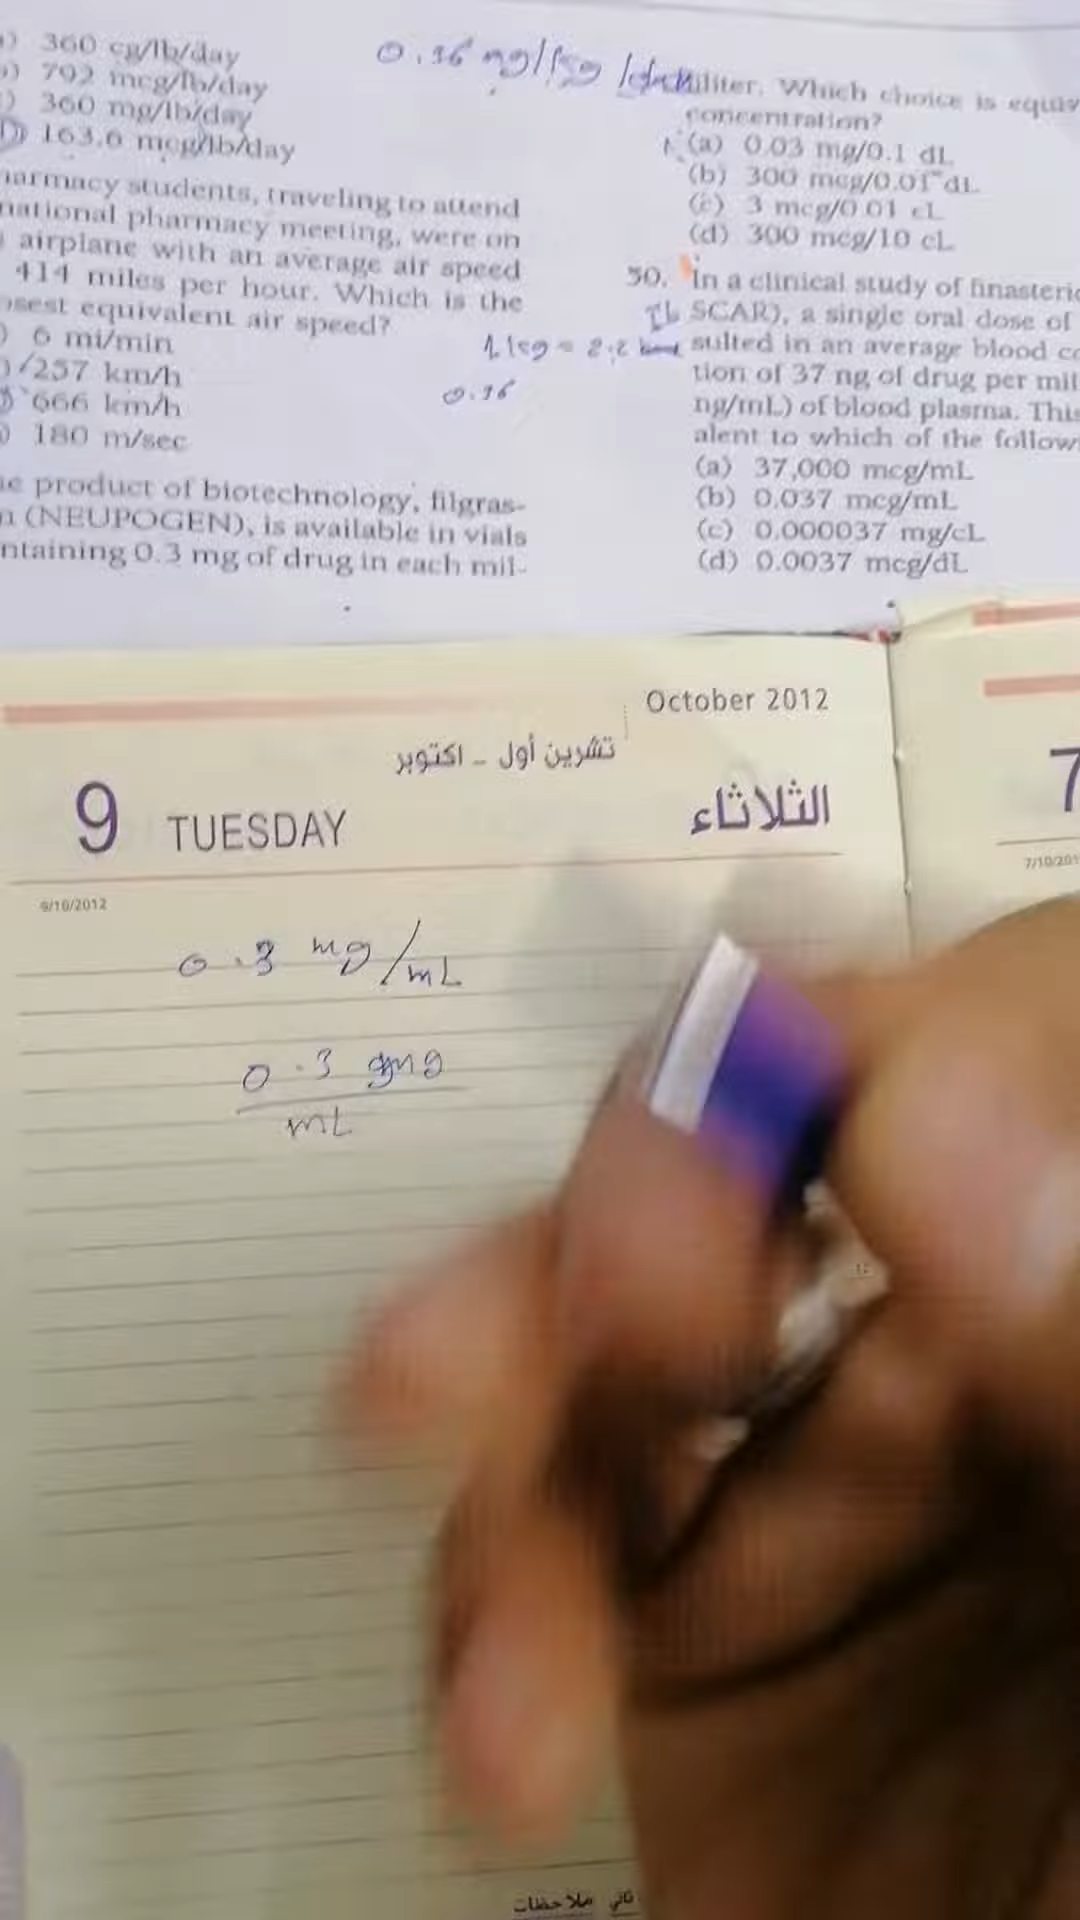 360 cg/lb/day
792 mcg/lb/day
360 mg/lb/day
163.6 mcg/lb/day
armacy students, traveling to attend
national pharmacy meeting, were on
airplane with an average air speed
414 miles per hour. Which is the
sest equivalent air speed?
6 mi/min
257 km/h
666 km/h
180 m/sec
e product of biotechnology, filgras-
(NEUPOGEN), is available in vials
ntaining 0.3 mg of drug in each mil-
0.36
1 kg = 2.2
0.36
liter. Which choice is equiv
concentration?
(a) 0.03 mg/0.1 dL
(b) 300 mcg/0.01 dL
(c) 3 mcg/0.01 cL
(d) 300 mcg/10 cL
50. In a clinical study of finasteri
SCAR), a single oral dose of
sulted in an average blood co
tion of 37 ng of drug per mil
ng/mL) of blood plasma. This
alent to which of the follow
(a) 37,000 mcg/mL
(b) 0.037 mcg/mL
(c) 0.000037 mg/cL
(d) 0.0037 mcg/dL
October 2012
تشرين أول - اكتوبر
9 TUESDAY الثلاثاء
9/10/2012
7
7/10/201
0.3 mg/mL
0.3 mg
mL
ملاحظات